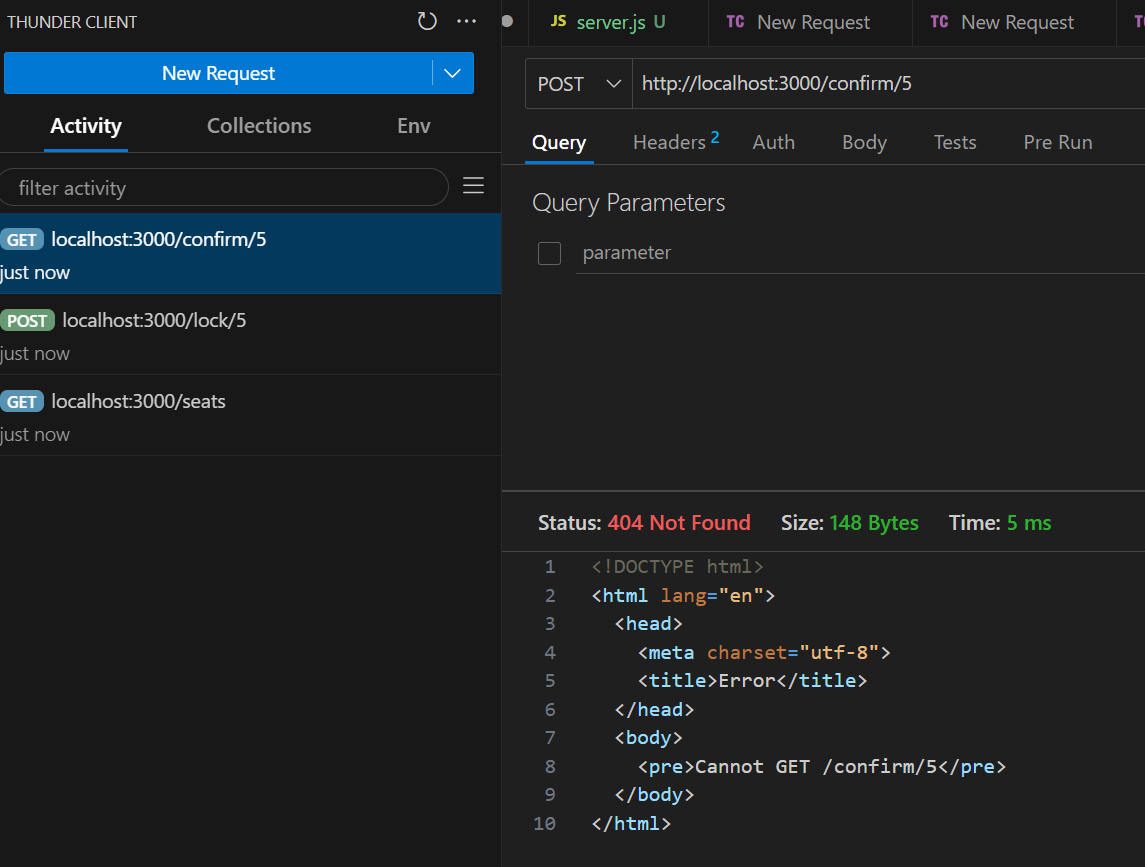 THUNDER CLIENT
New Request
Activity Collections Env
filter activity
GET localhost:3000/confirm/5
just now
POST localhost:3000/lock/5
just now
GET localhost:3000/seats
just now
JS server.js U TC New Request TC New Request
POST http://localhost:3000/confirm/5
Query Headers 2 Auth Body Tests Pre Run
Query Parameters
parameter
Status: 404 Not Found Size: 148 Bytes Time: 5 ms
1 <!DOCTYPE html>
2 <html lang="en">
3 <head>
4 <meta charset="utf-8">
5 <title>Error</title>
6 </head>
7 <body>
8 <pre>Cannot GET /confirm/5</pre>
9 </body>
10 </html>